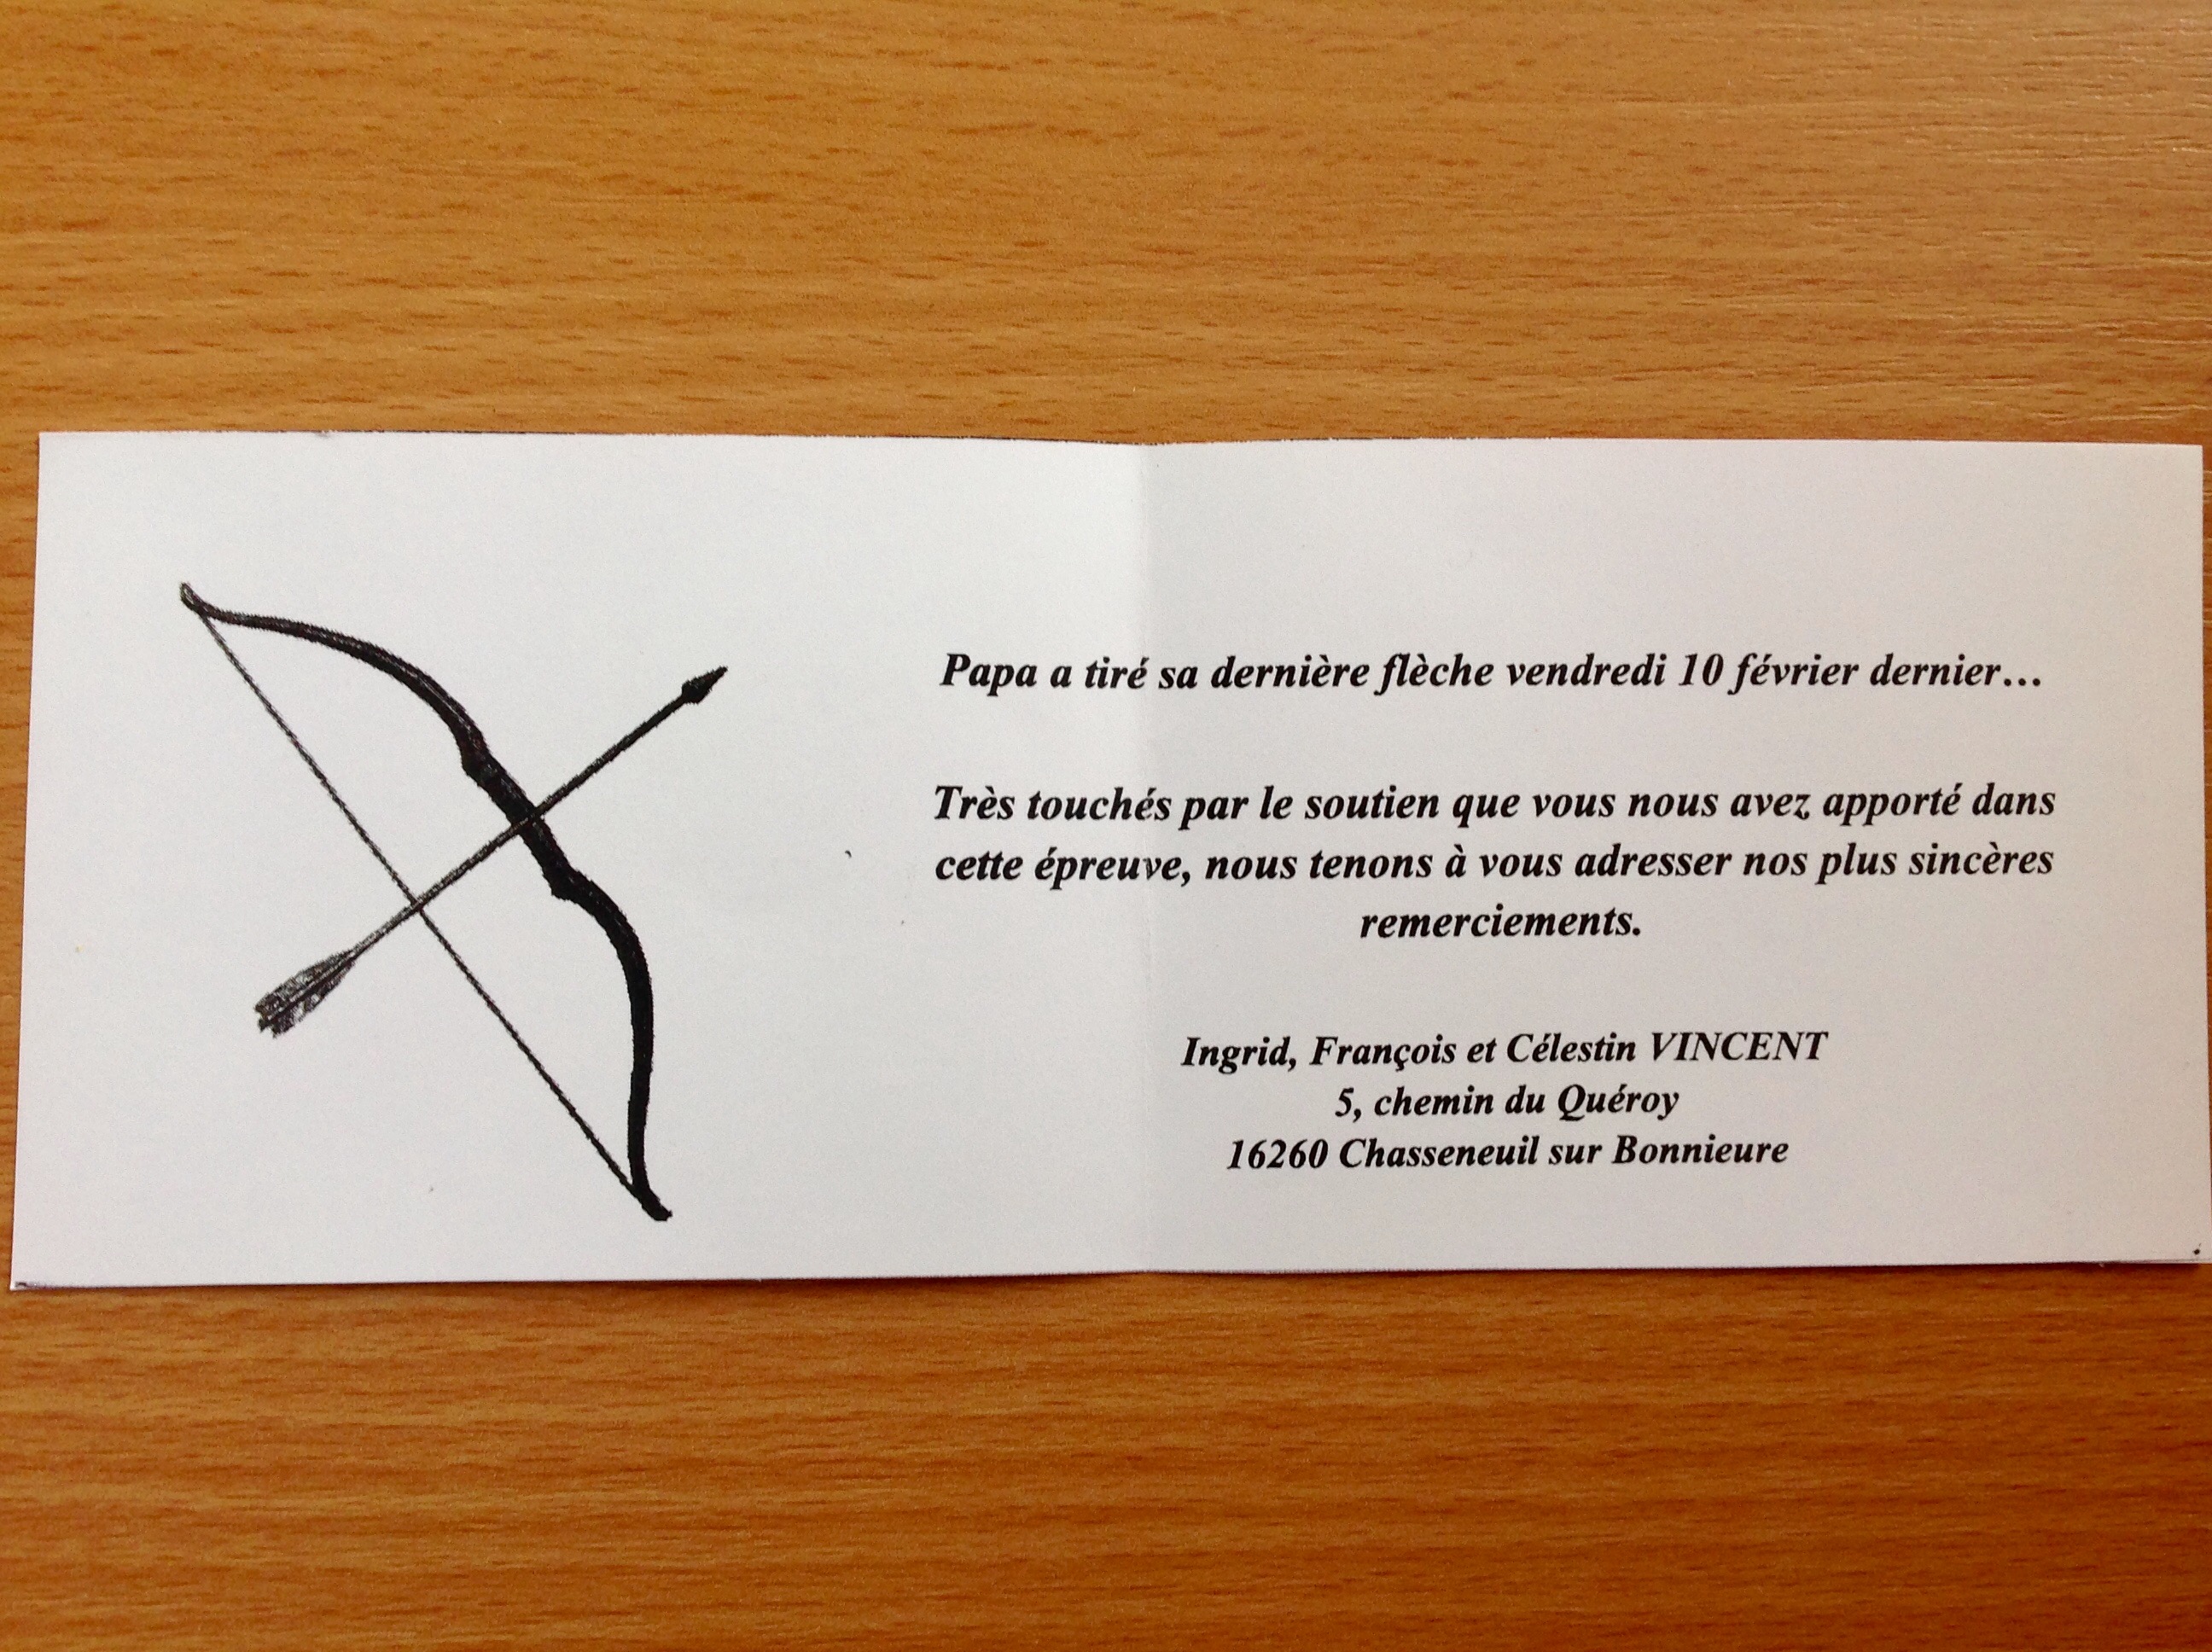 Papa a tiré sa dernière flèche vendredi 10 février dernier...
Très touchés par le soutien que vous nous avez apporté dans
cette épreuve, nous tenons à vous adresser nos plus sincères
remerciements.
Ingrid, François et Célestin VINCENT
5, chemin du Quéroy
16260 Chasseneuil sur Bonnieure